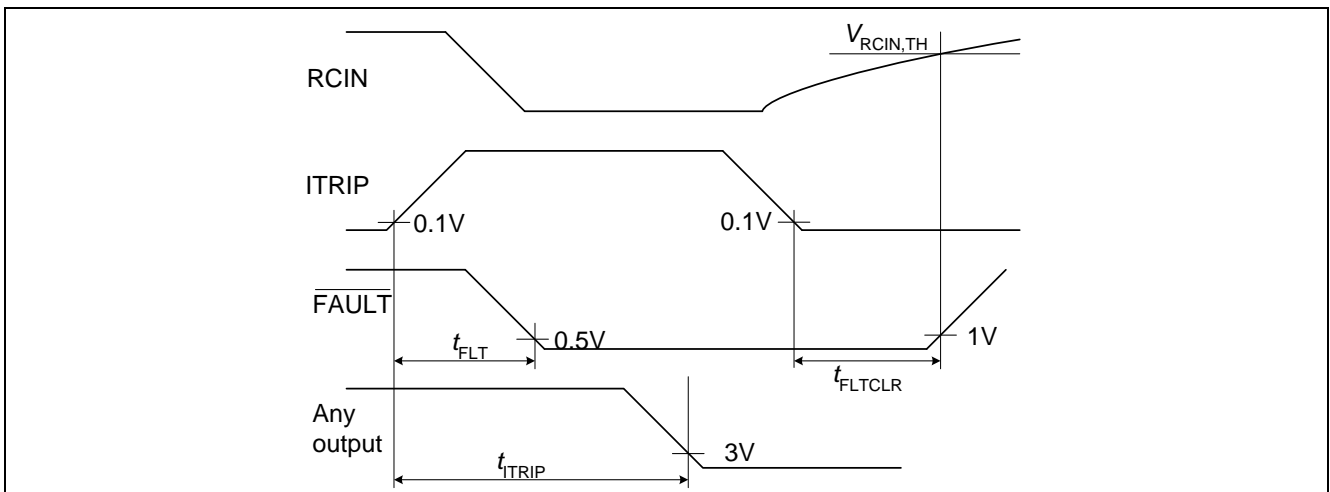 V_RCIN,TH
RCIN
ITRIP
0.1V
0.1V
FAULT
0.5V
1V
t_FLT
t_FLTCLR
Any
output
3V
t_ITRIP